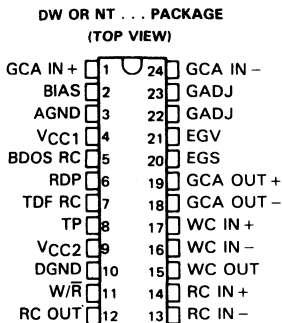 DW OR NT . . . PACKAGE
(TOP VIEW)
GCA IN + 1 24 GCA IN −
BIAS 2 23 GADJ
AGND 3 22 GADJ
VCC1 4 21 EGV
BDOS RC 5 20 EGS
RDP 6 19 GCA OUT +
TDF RC 7 18 GCA OUT −
TP 8 17 WC IN +
VCC2 9 16 WC IN −
DGND 10 15 WC OUT
W/R̅ 11 14 RC IN +
RC OUT 12 13 RC IN −